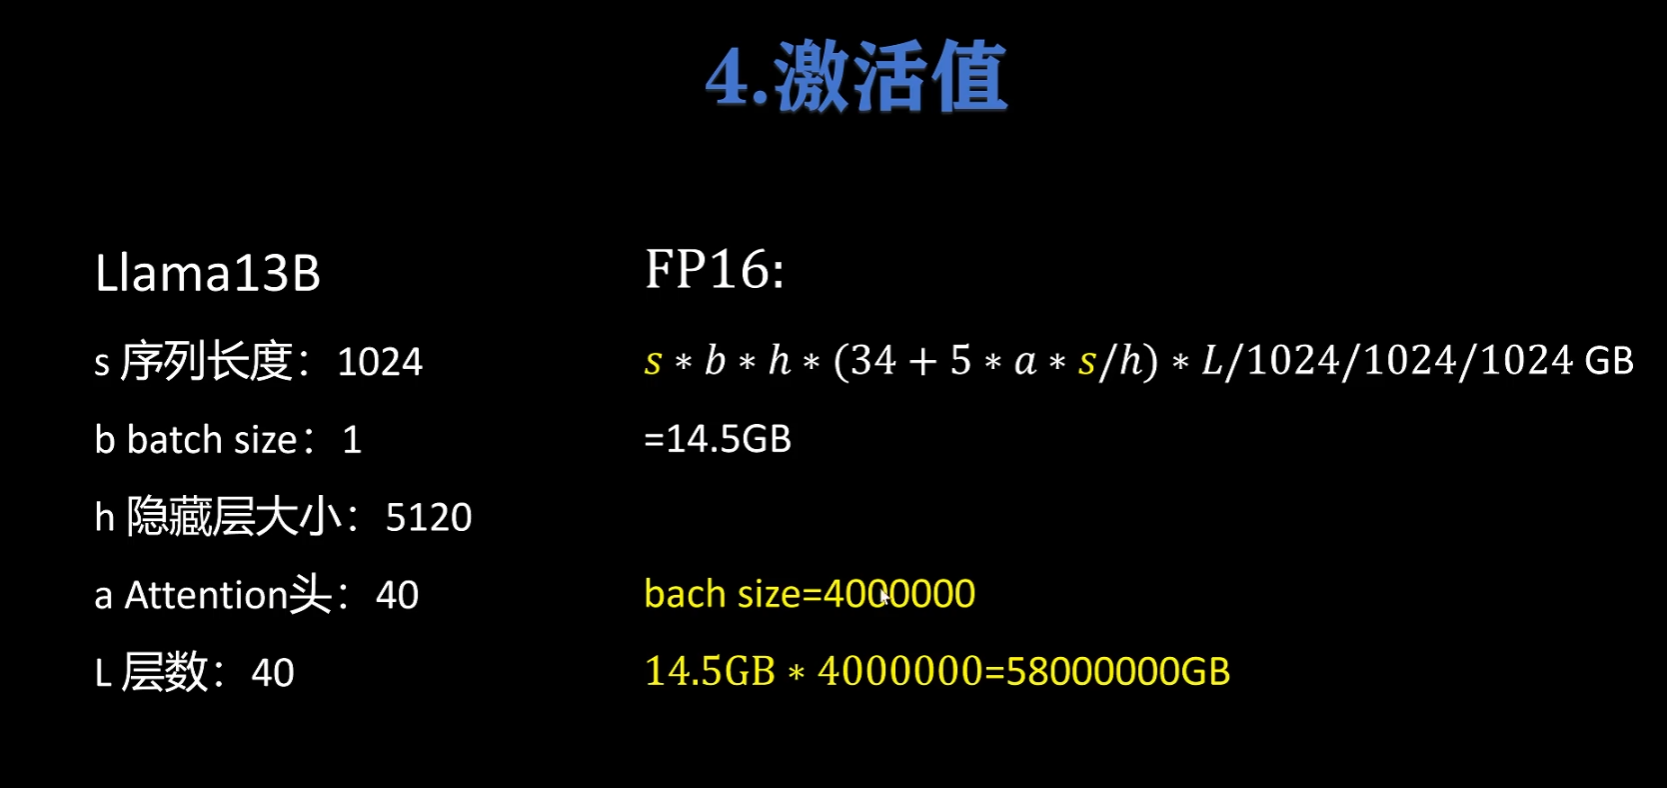 4.激活值
Llama13B
FP16:
s 序列长度：1024
s * b * h * (34 + 5 * a * s/h) * L/1024/1024/1024 GB
b batch size：1
=14.5GB
h 隐藏层大小：5120
a Attention头：40
bach size=4000000
L 层数：40
14.5GB * 4000000=58000000GB